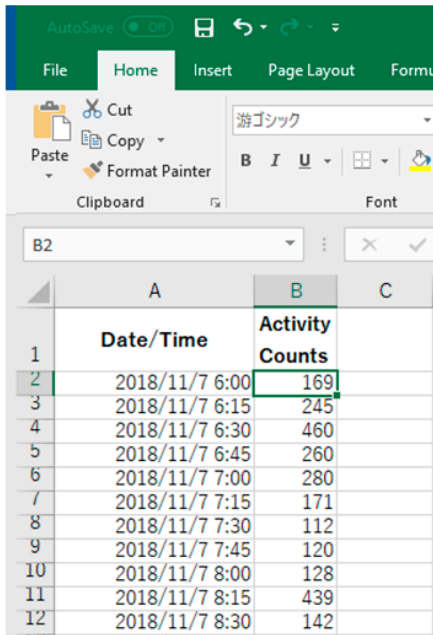 AutoSave Off
File Home Insert Page Layout Formu
Cut
Copy
Paste
Format Painter
Clipboard
游ゴシック
B I U
Font
B2
A B C
1 Date/Time Activity
Counts
2 2018/11/7 6:00 169
3 2018/11/7 6:15 245
4 2018/11/7 6:30 460
5 2018/11/7 6:45 260
6 2018/11/7 7:00 280
7 2018/11/7 7:15 171
8 2018/11/7 7:30 112
9 2018/11/7 7:45 120
10 2018/11/7 8:00 128
11 2018/11/7 8:15 439
12 2018/11/7 8:30 142